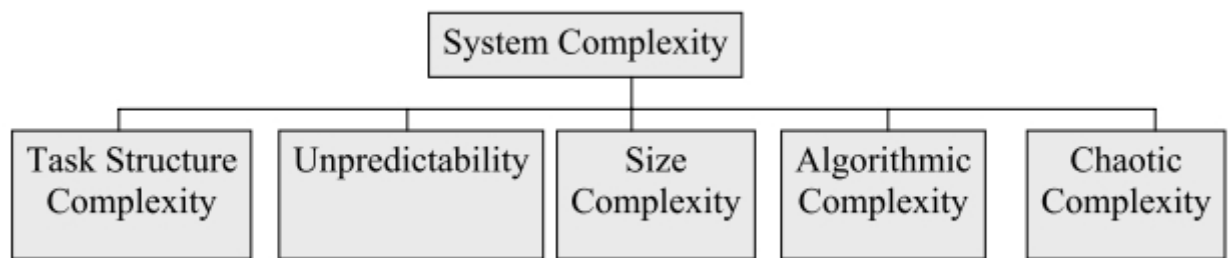 System Complexity
Task Structure
Complexity
Unpredictability
Size
Complexity
Algorithmic
Complexity
Chaotic
Complexity